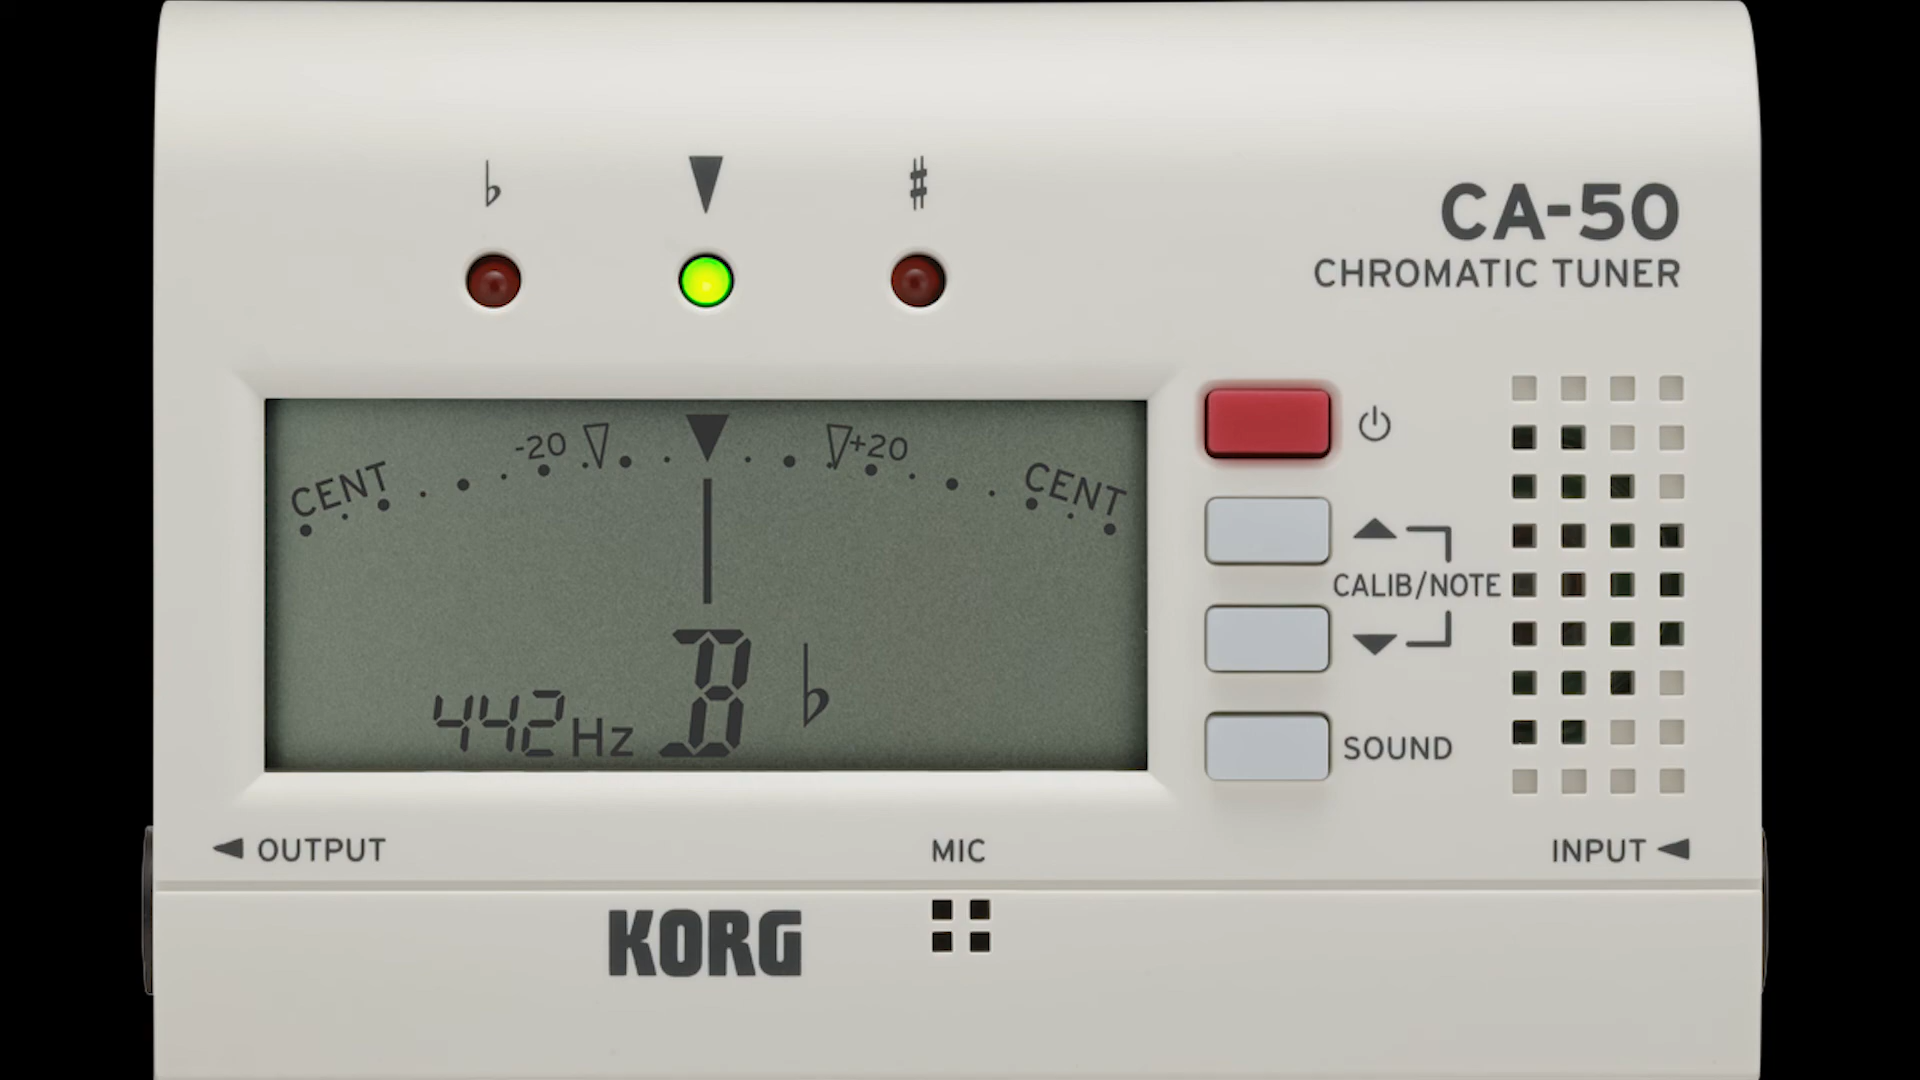 ♭ ▼ ♯
CA-50
CHROMATIC TUNER
-20 +20
CENT CENT
CALIB/NOTE
442Hz B ♭
SOUND
OUTPUT MIC INPUT
KORG